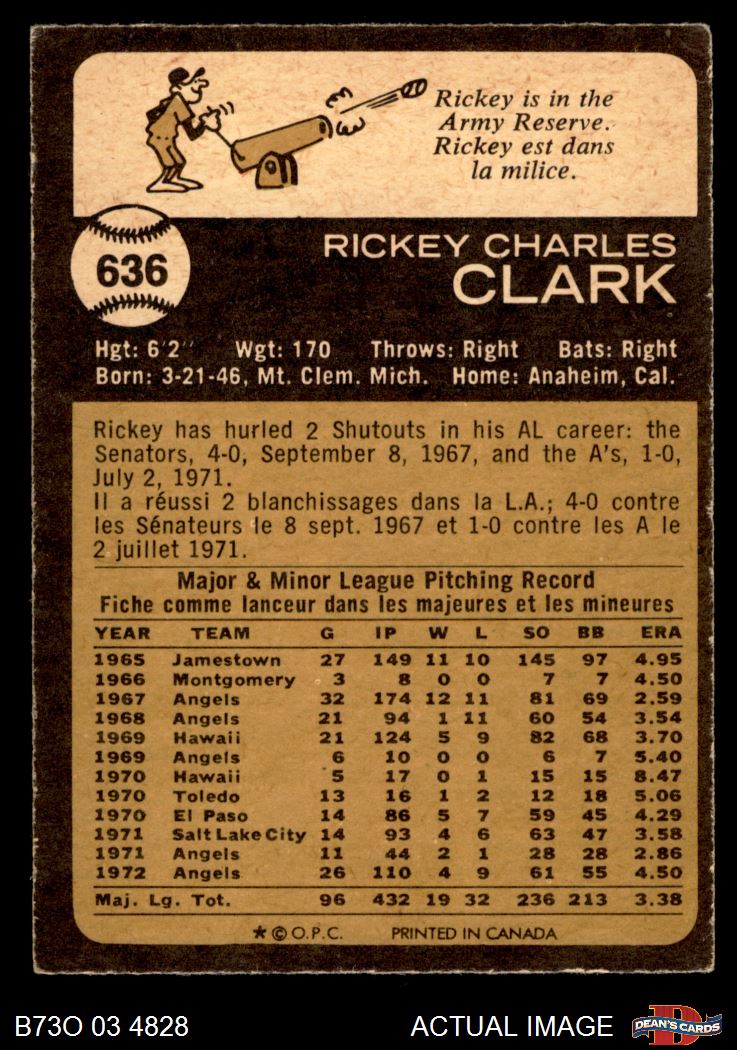 Rickey is in the
Army Reserve.
Rickey est dans
la milice.
636
RICKEY CHARLES
CLARK
Hgt: 6'2" Wgt: 170 Throws: Right Bats: Right
Born: 3-21-46, Mt. Clem. Mich. Home: Anaheim, Cal.
Rickey has hurled 2 Shutouts in his AL career: the
Senators, 4-0, September 8, 1967, and the A's, 1-0,
July 2, 1971.
Il a réussi 2 blanchissages dans la L.A.; 4-0 contre
les Sénateurs le 8 sept. 1967 et 1-0 contre les A le
2 juillet 1971.
Major & Minor League Pitching Record
Fiche comme lanceur dans les majeures et les mineures
YEAR TEAM G IP W L SO BB ERA
1965 Jamestown 27 149 11 10 145 97 4.95
1966 Montgomery 3 8 0 0 7 7 4.50
1967 Angels 32 174 12 11 81 69 2.59
1968 Angels 21 94 1 11 60 54 3.54
1969 Hawaii 21 124 5 9 82 68 3.70
1969 Angels 6 10 0 0 6 7 5.40
1970 Hawaii 5 17 0 1 15 15 8.47
1970 Toledo 13 16 1 2 12 18 5.06
1970 El Paso 14 86 5 7 59 45 4.29
1971 Salt Lake City 14 93 4 6 63 47 3.58
1971 Angels 11 44 2 1 28 28 2.86
1972 Angels 26 110 4 9 61 55 4.50
Maj. Lg. Tot. 96 432 19 32 236 213 3.38
★ © O.P.C. PRINTED IN CANADA
B73O 03 4828 ACTUAL IMAGE DEAN'S CARDS